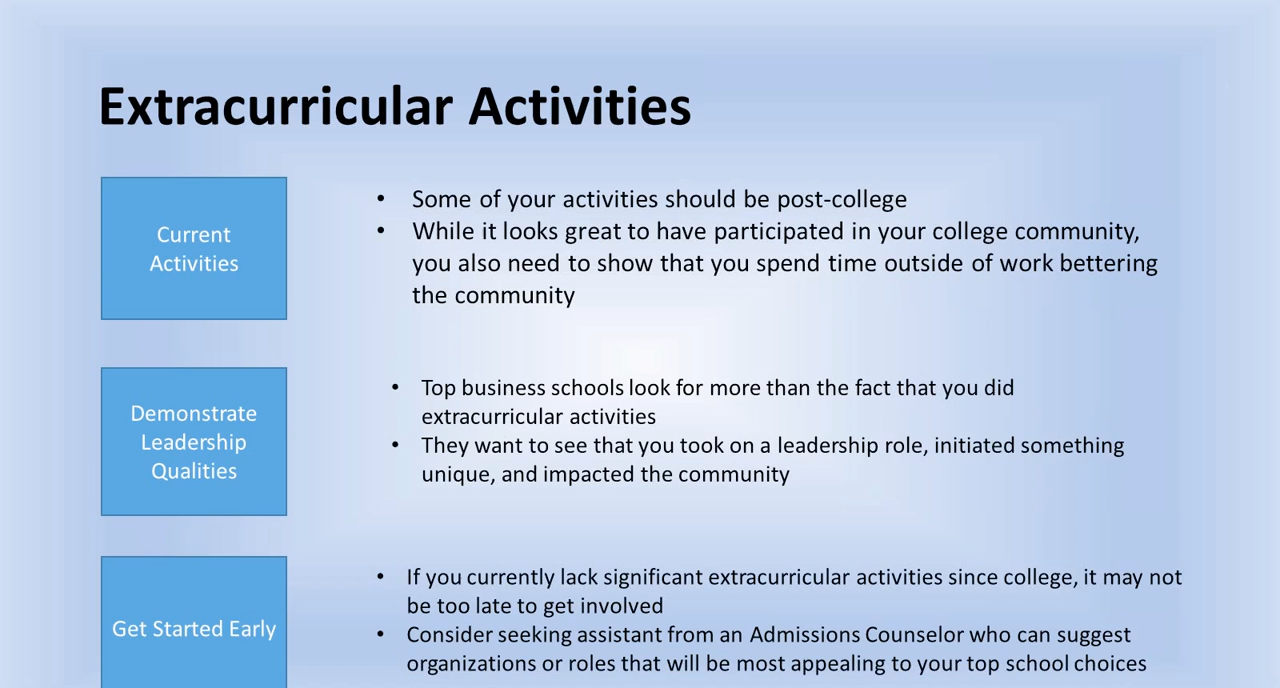 Extracurricular Activities
Current
Activities
• Some of your activities should be post-college
• While it looks great to have participated in your college community,
you also need to show that you spend time outside of work bettering
the community
Demonstrate
Leadership
Qualities
• Top business schools look for more than the fact that you did
extracurricular activities
• They want to see that you took on a leadership role, initiated something
unique, and impacted the community
Get Started Early
• If you currently lack significant extracurricular activities since college, it may not
be too late to get involved
• Consider seeking assistant from an Admissions Counselor who can suggest
organizations or roles that will be most appealing to your top school choices